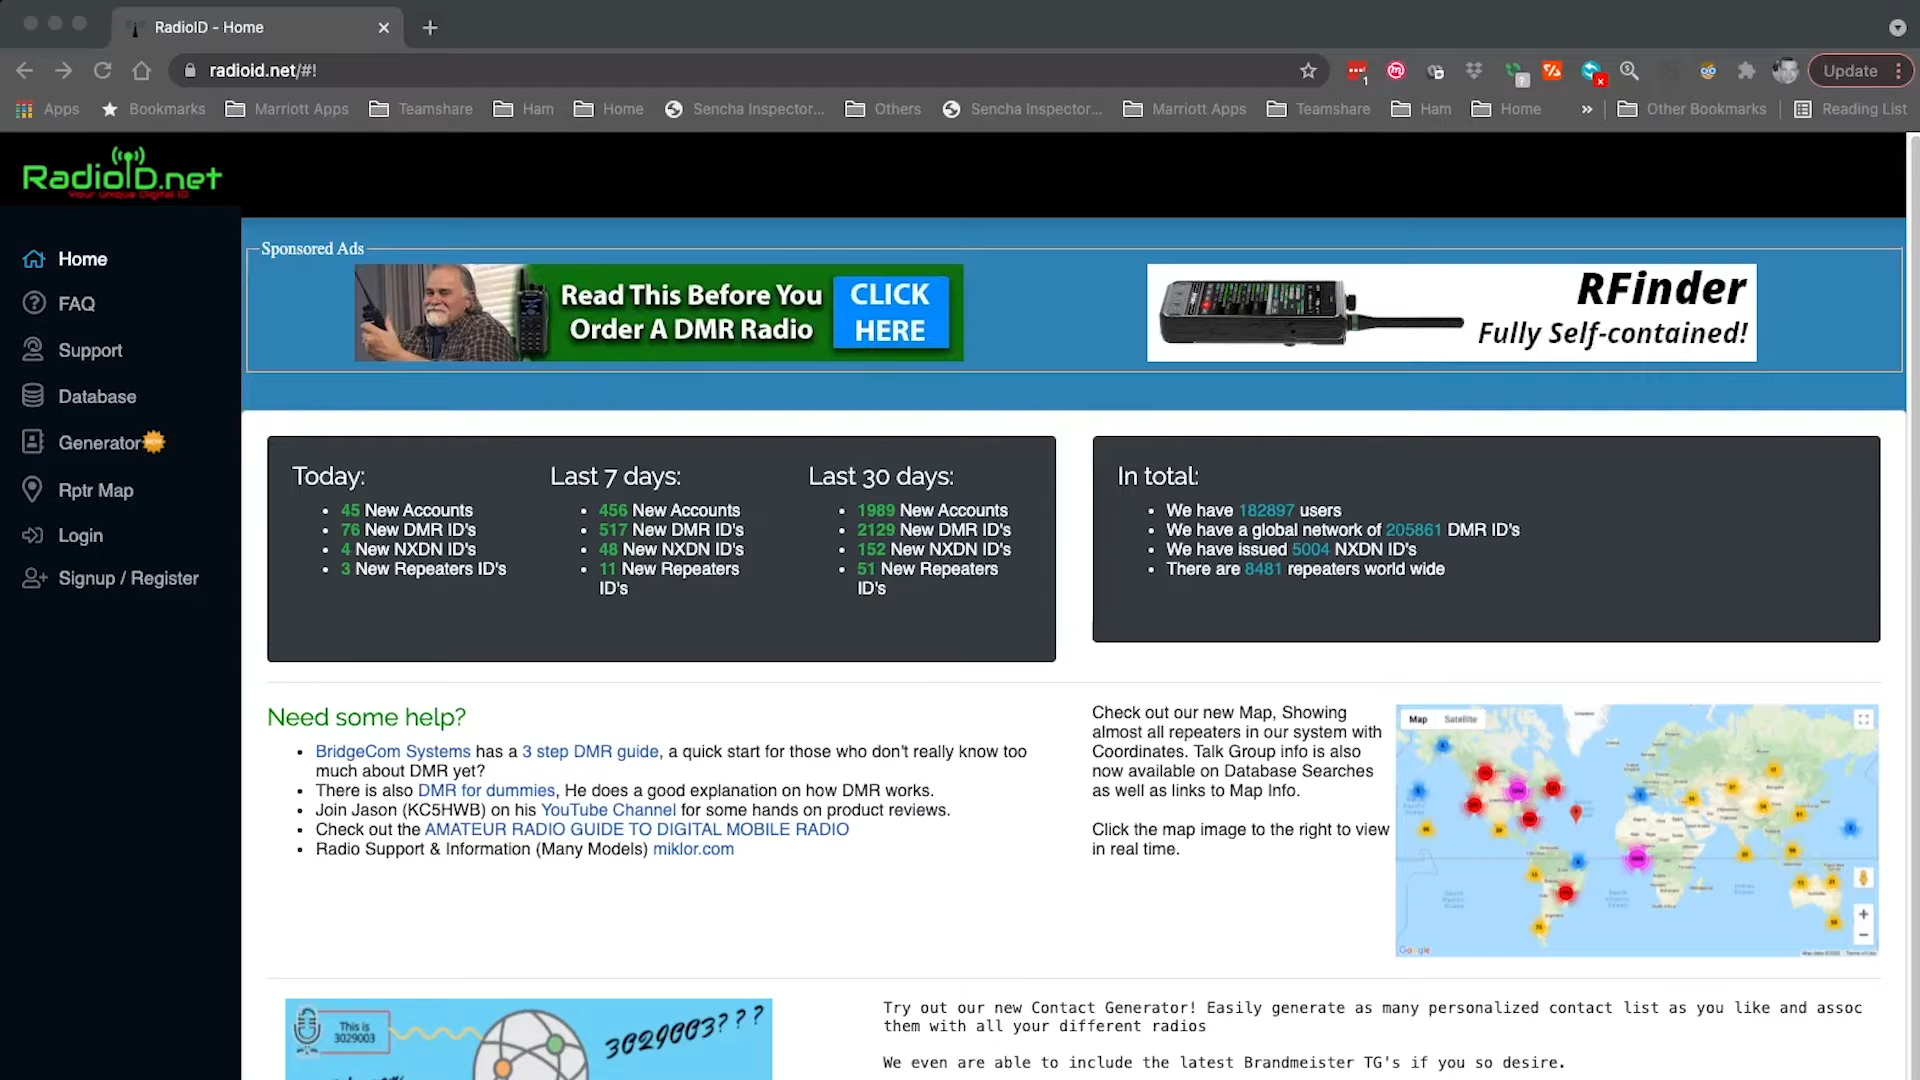 RadioID - Home
radioid.net/#!
1
?
x
Update
Apps
Bookmarks
Marriott Apps
Teamshare
Ham
Home
Sencha Inspector...
Others
Sencha Inspector...
Marriott Apps
Teamshare
Ham
Home
»
Other Bookmarks
Reading List
RadioID.net
Your unique Digital ID
Home
FAQ
Support
Database
Generator
NEW
Rptr Map
Login
Signup / Register
Sponsored Ads
Read This Before You
Order A DMR Radio
CLICK
HERE
RFinder
Fully Self-contained!
Today:
45 New Accounts
76 New DMR ID's
4 New NXDN ID's
3 New Repeaters ID's
Last 7 days:
456 New Accounts
517 New DMR ID's
48 New NXDN ID's
11 New Repeaters
ID's
Last 30 days:
1989 New Accounts
2129 New DMR ID's
152 New NXDN ID's
51 New Repeaters
ID's
In total:
We have 182897 users
We have a global network of 205861 DMR ID's
We have issued 5004 NXDN ID's
There are 8481 repeaters world wide
Need some help?
BridgeCom Systems has a 3 step DMR guide, a quick start for those who don't really know too
much about DMR yet?
There is also DMR for dummies, He does a good explanation on how DMR works.
Join Jason (KC5HWB) on his YouTube Channel for some hands on product reviews.
Check out the AMATEUR RADIO GUIDE TO DIGITAL MOBILE RADIO
Radio Support & Information (Many Models) miklor.com
Check out our new Map, Showing
almost all repeaters in our system with
Coordinates. Talk Group info is also
now available on Database Searches
as well as links to Map Info.
Click the map image to the right to view
in real time.
Map
Satellite
Google
This is
3029003
3029003???
Try out our new Contact Generator! Easily generate as many personalized contact list as you like and assoc
them with all your different radios
We even are able to include the latest Brandmeister TG's if you so desire.